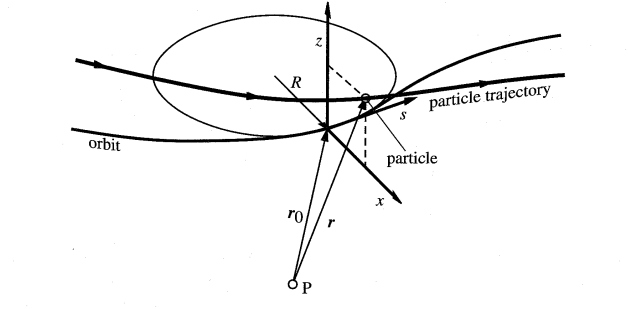 z
R
particle trajectory
s
orbit
particle
x
r0
r
P